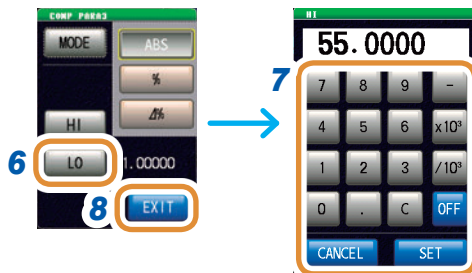 COMP PARA3
MODE
ABS
%
Δ%
HI
6
LO
1.00000
8
EXIT
HI
55.0000
7
7 8 9 -
4 5 6 x10³
1 2 3 /10³
0 . C OFF
CANCEL SET